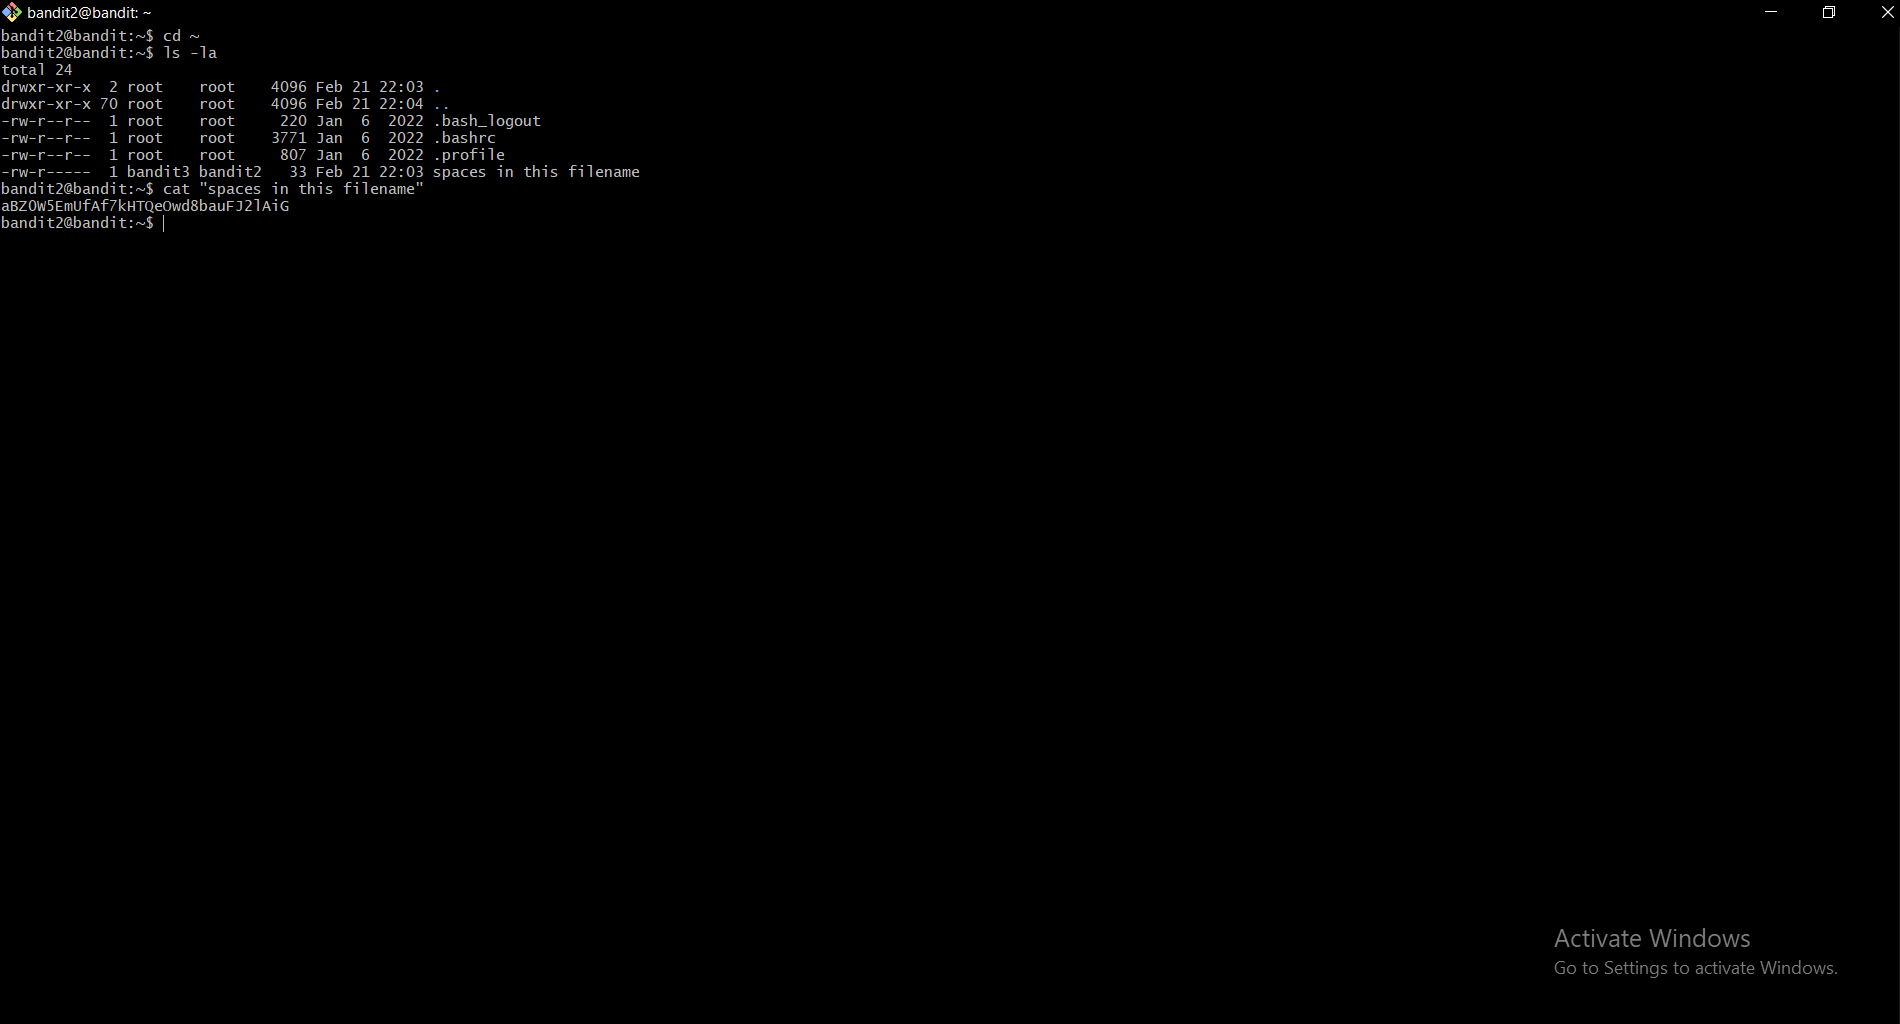 bandit2@bandit: ~
bandit2@bandit:~$ cd ~
bandit2@bandit:~$ ls -la
total 24
drwxr-xr-x  2 root    root    4096 Feb 21 22:03 .
drwxr-xr-x 70 root    root    4096 Feb 21 22:04 ..
-rw-r--r--  1 root    root     220 Jan  6  2022 .bash_logout
-rw-r--r--  1 root    root    3771 Jan  6  2022 .bashrc
-rw-r--r--  1 root    root     807 Jan  6  2022 .profile
-rw-r-----  1 bandit3 bandit2   33 Feb 21 22:03 spaces in this filename
bandit2@bandit:~$ cat "spaces in this filename"
aBZ0W5EmUfAf7kHTQeOwd8bauFJ2lAiG
bandit2@bandit:~$
Activate Windows
Go to Settings to activate Windows.